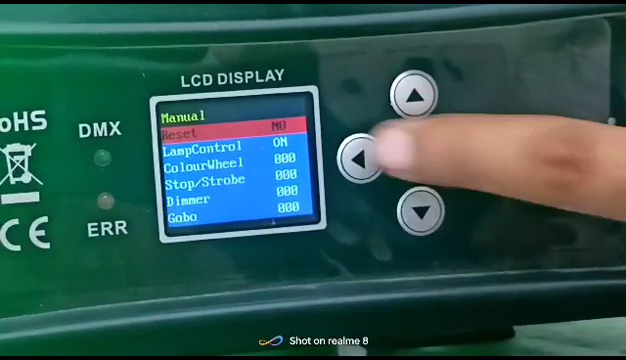 LCD DISPLAY
RoHS
DMX
ERR
CE
Manual
Reset NO
LampControl ON
ColourWheel 000
Stop/Strobe 000
Dimmer 000
Gobo 000
Shot on realme 8